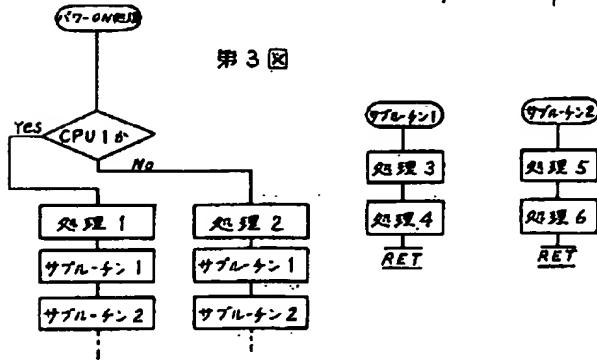 パワーON処理
第3図
CPU1か
Yes
No
処理1
サブルーチン1
サブルーチン2
処理2
サブルーチン1
サブルーチン2
サブルーチン1
処理3
処理4
RET
サブルーチン2
処理5
処理6
RET